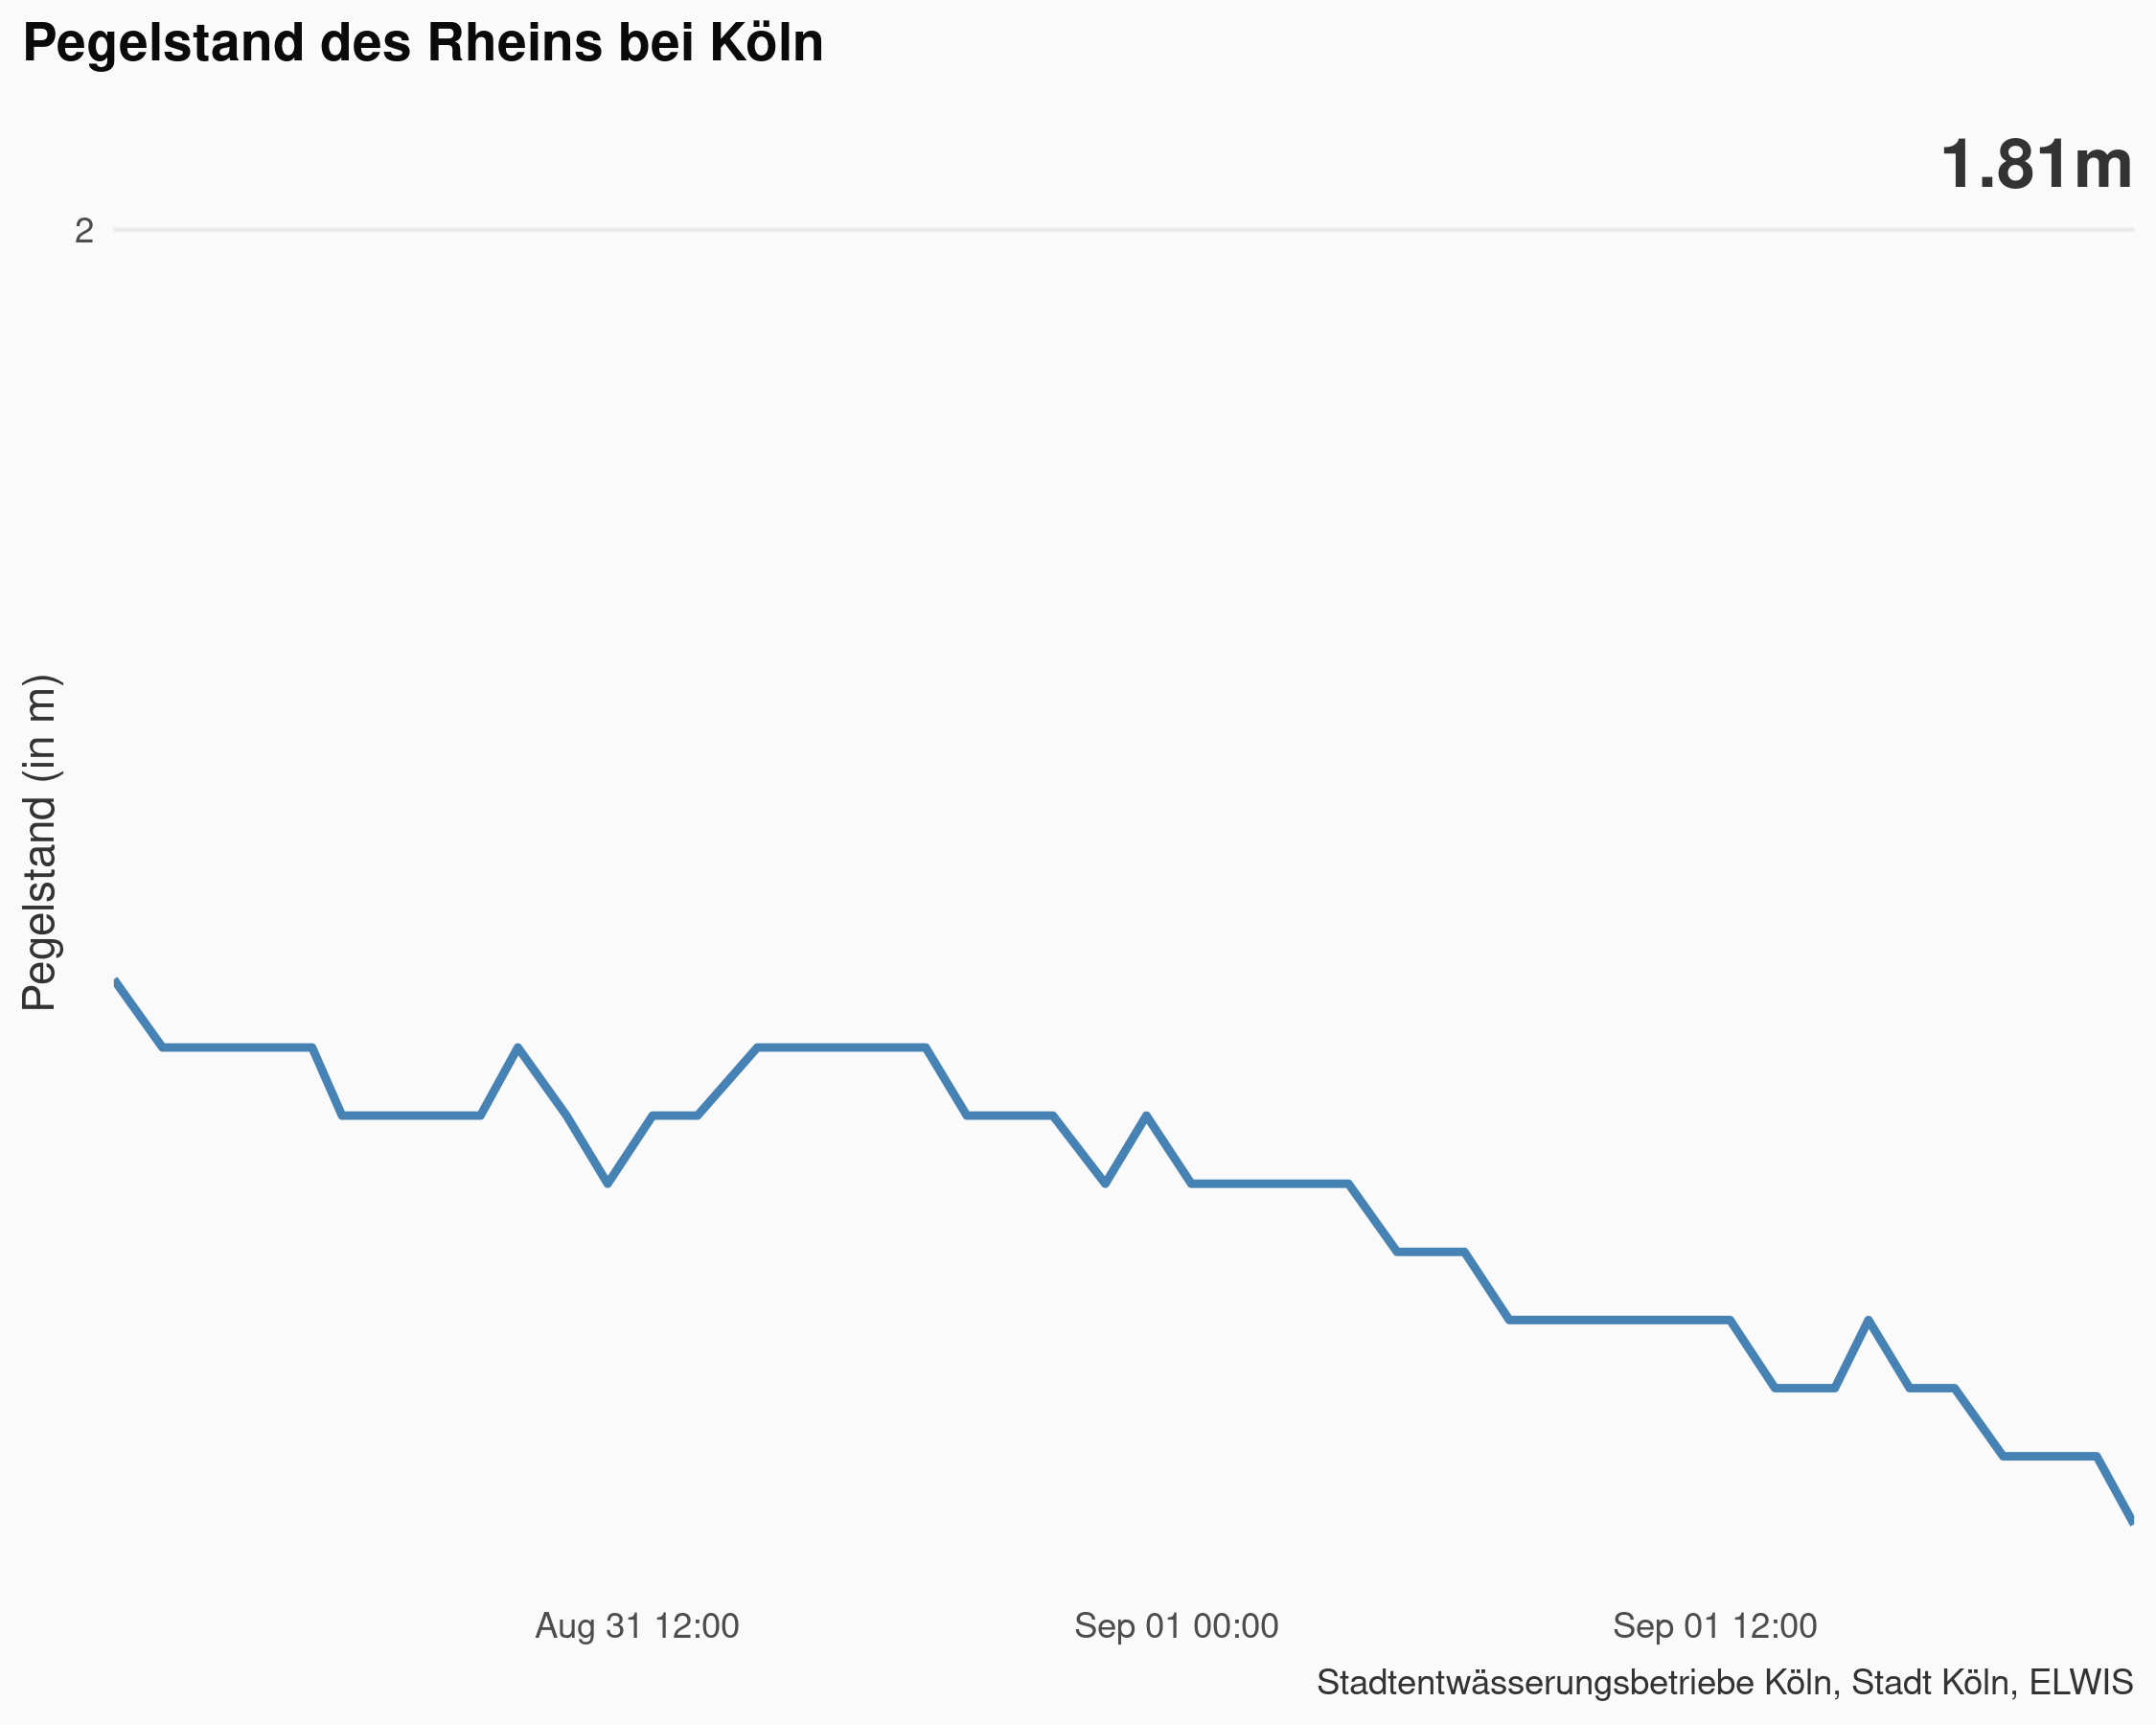 Pegelstand des Rheins bei Köln
1.81m
2
Pegelstand (in m)
Aug 31 12:00
Sep 01 00:00
Sep 01 12:00
Stadtentwässerungsbetriebe Köln, Stadt Köln, ELWIS